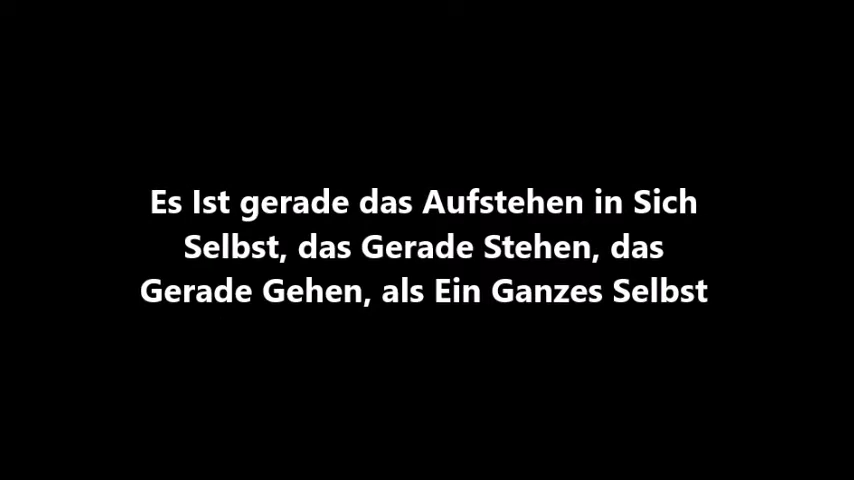 Es Ist gerade das Aufstehen in Sich
Selbst, das Gerade Stehen, das
Gerade Gehen, als Ein Ganzes Selbst